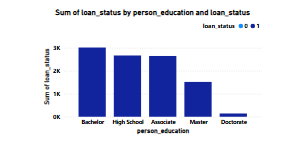 Sum of loan_status by person_education and loan_status
loan_status 0 1
Sum of loan_status
3K
2K
1K
0K
Bachelor High School Associate Master Doctorate
person_education